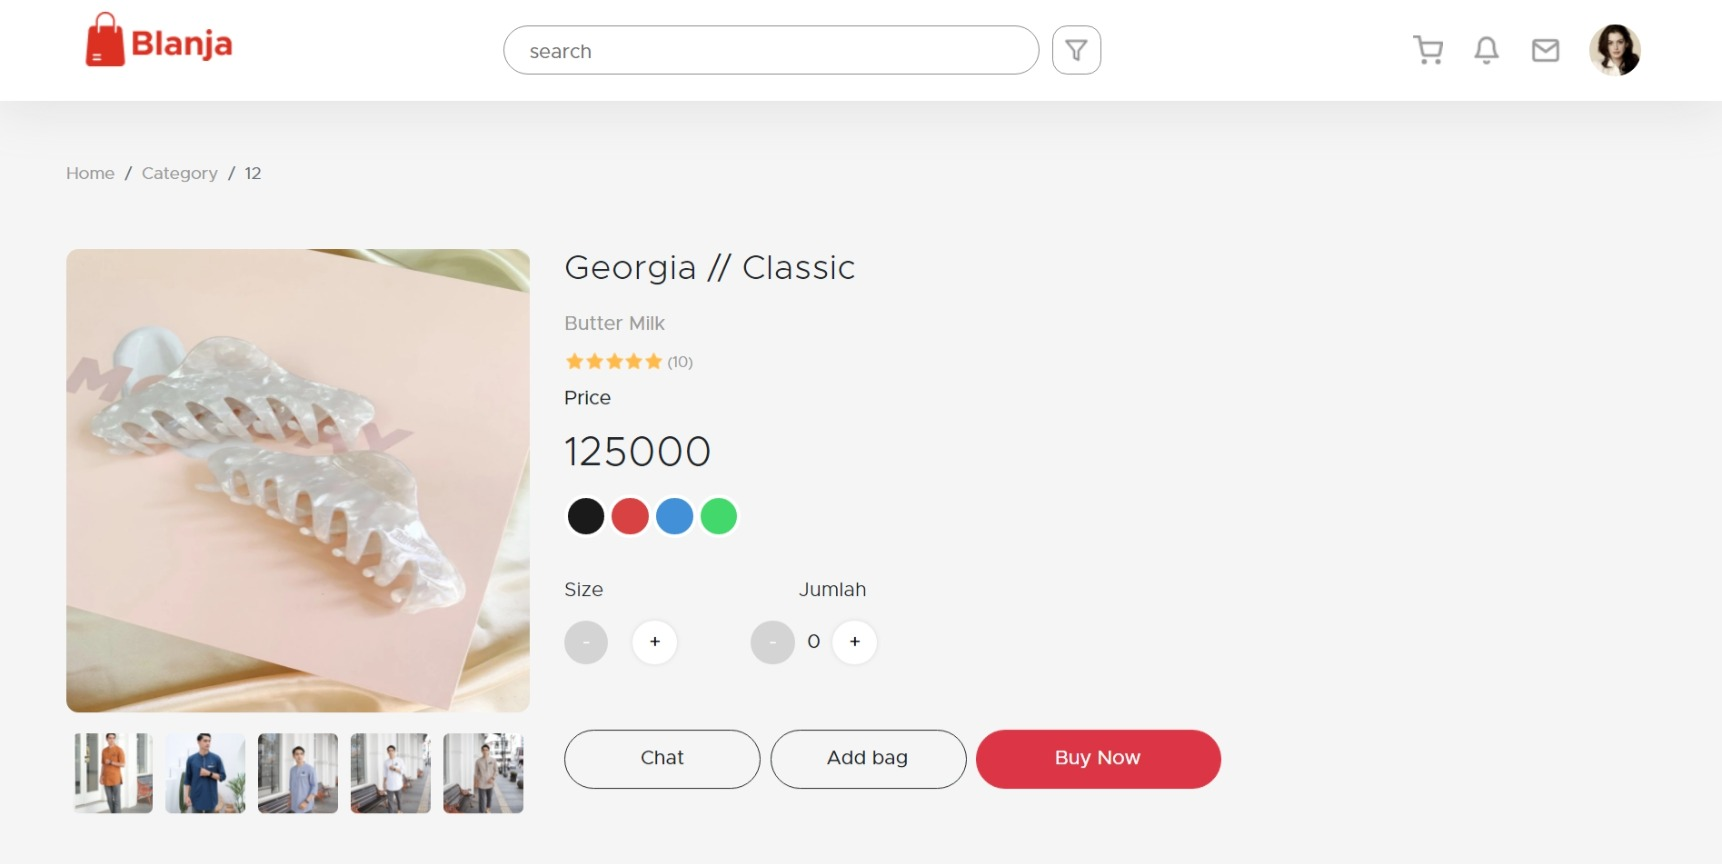 Blanja
search
Home / Category / 12
Georgia // Classic
Butter Milk
(10)
Price
125000
Size
Jumlah
- + - 0 +
Chat
Add bag
Buy Now